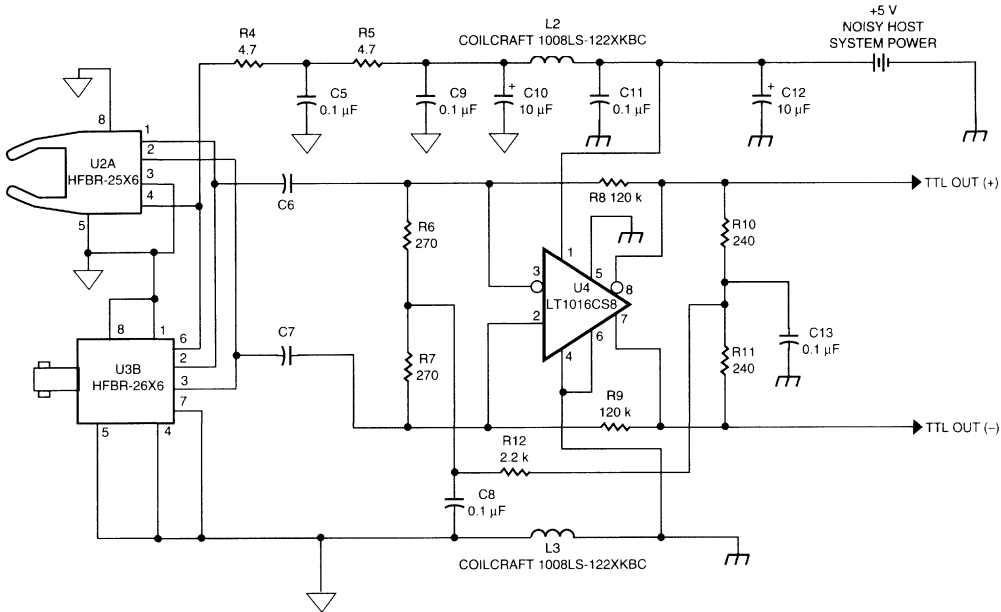 +5 V
NOISY HOST
SYSTEM POWER
L2
COILCRAFT 1008LS-122XKBC
R4
4.7
R5
4.7
C5
0.1 µF
C9
0.1 µF
+
C10
10 µF
C11
0.1 µF
+
C12
10 µF
8
1
2
3
4
5
U2A
HFBR-25X6
C6
R8 120 k
TTL OUT (+)
R6
270
R10
240
1
5
3
U4
8
LT1016CS8
2
7
6
4
C7
R7
270
R11
240
C13
0.1 µF
8
1
6
2
3
7
5
4
U3B
HFBR-26X6
R9
120 k
TTL OUT (–)
R12
2.2 k
C8
0.1 µF
L3
COILCRAFT 1008LS-122XKBC